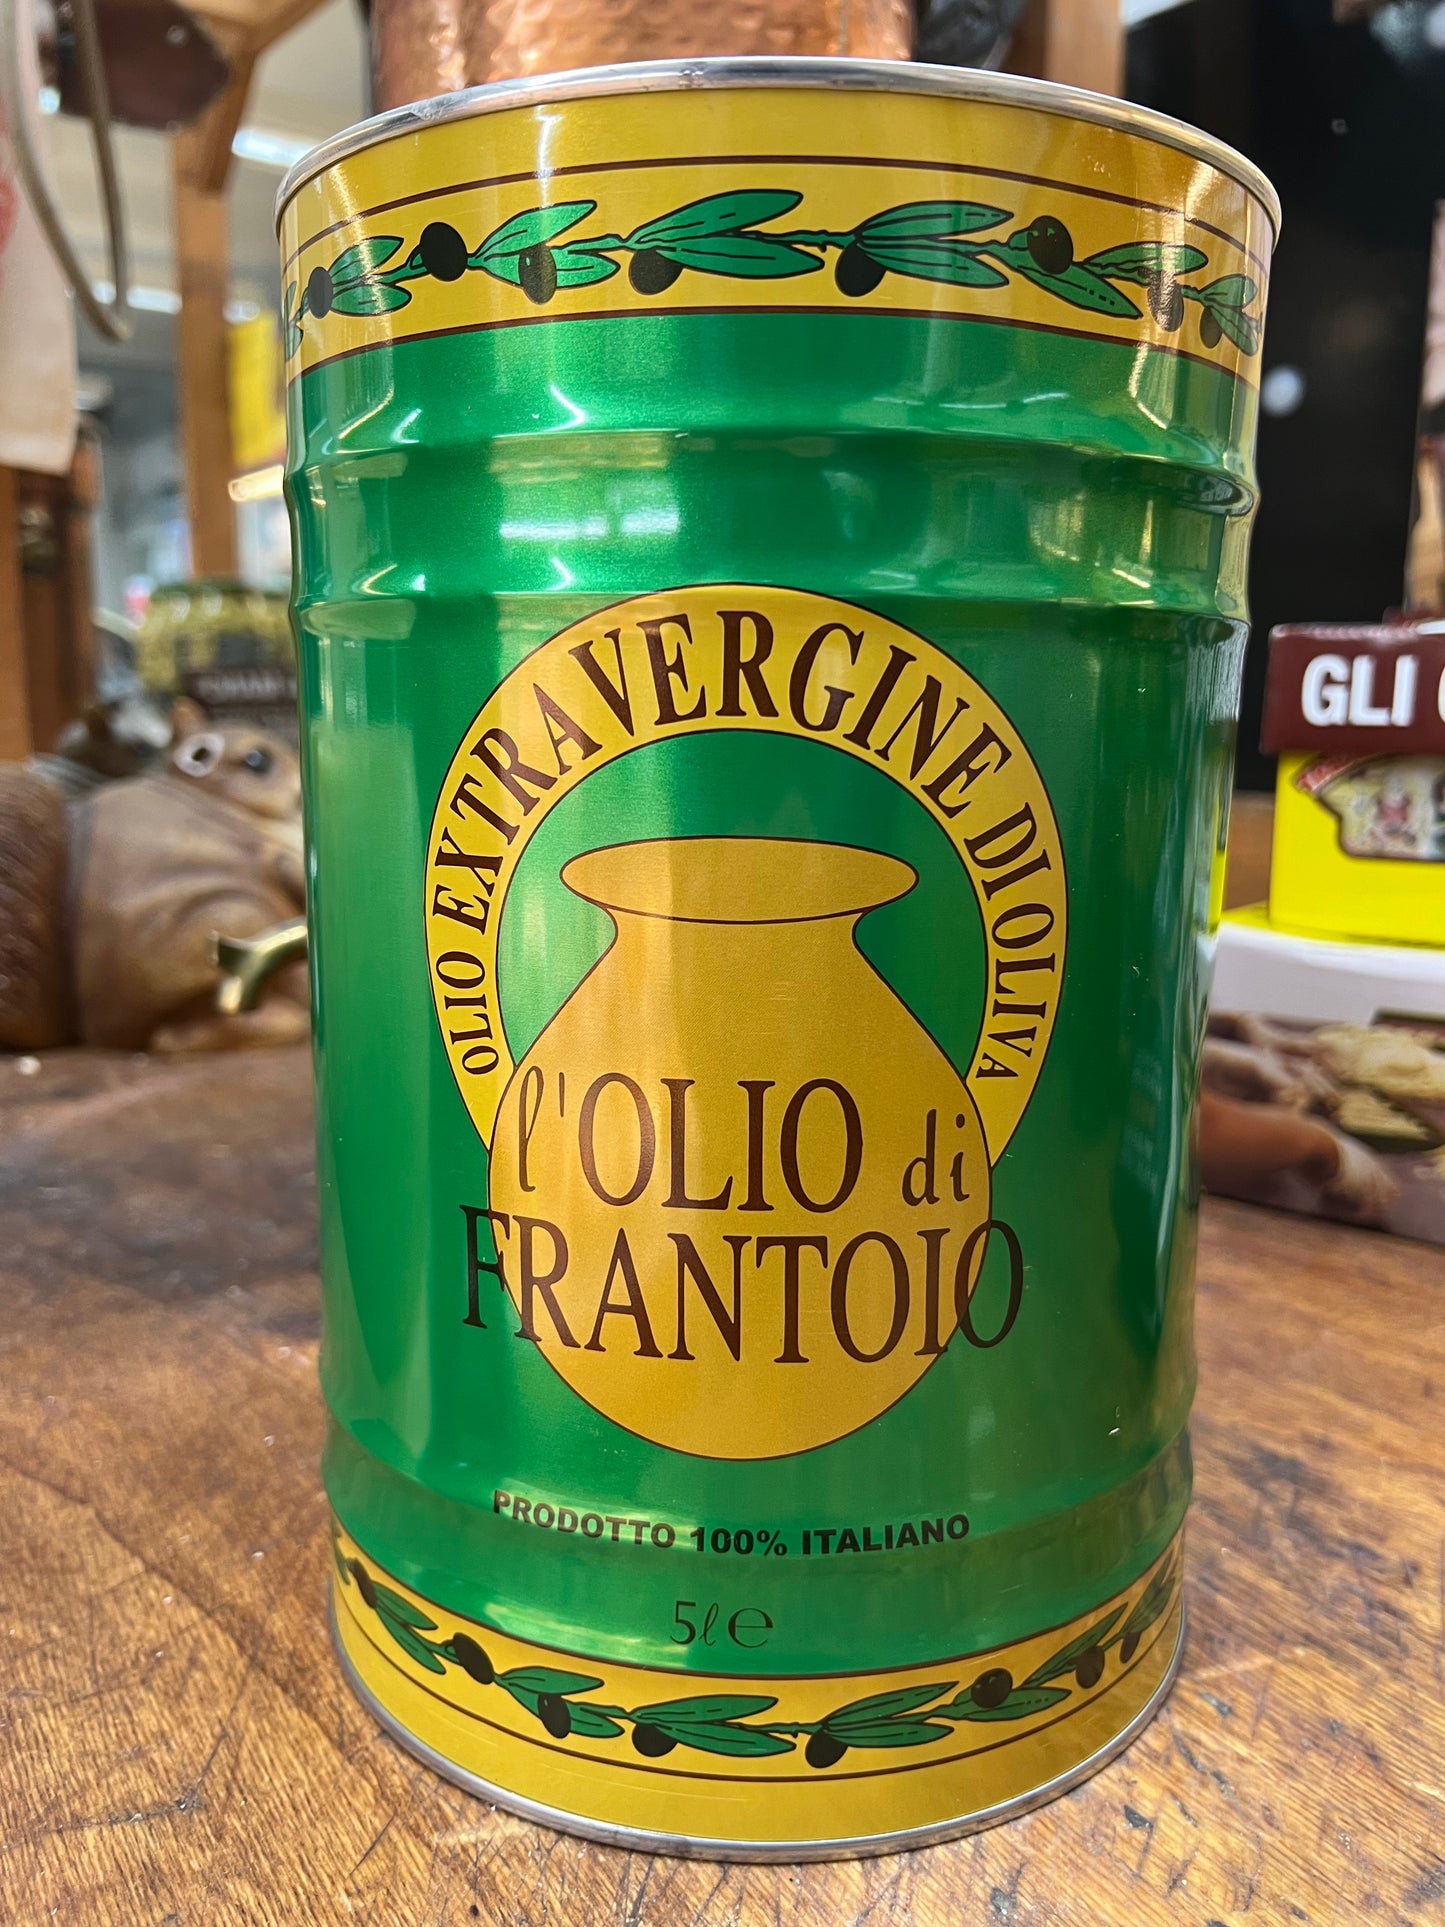 OLIO EXTRAVERGINE DI OLIVA
l'OLIO di
FRANTOIO
PRODOTTO 100% ITALIANO
5ℓ ℮
GLI